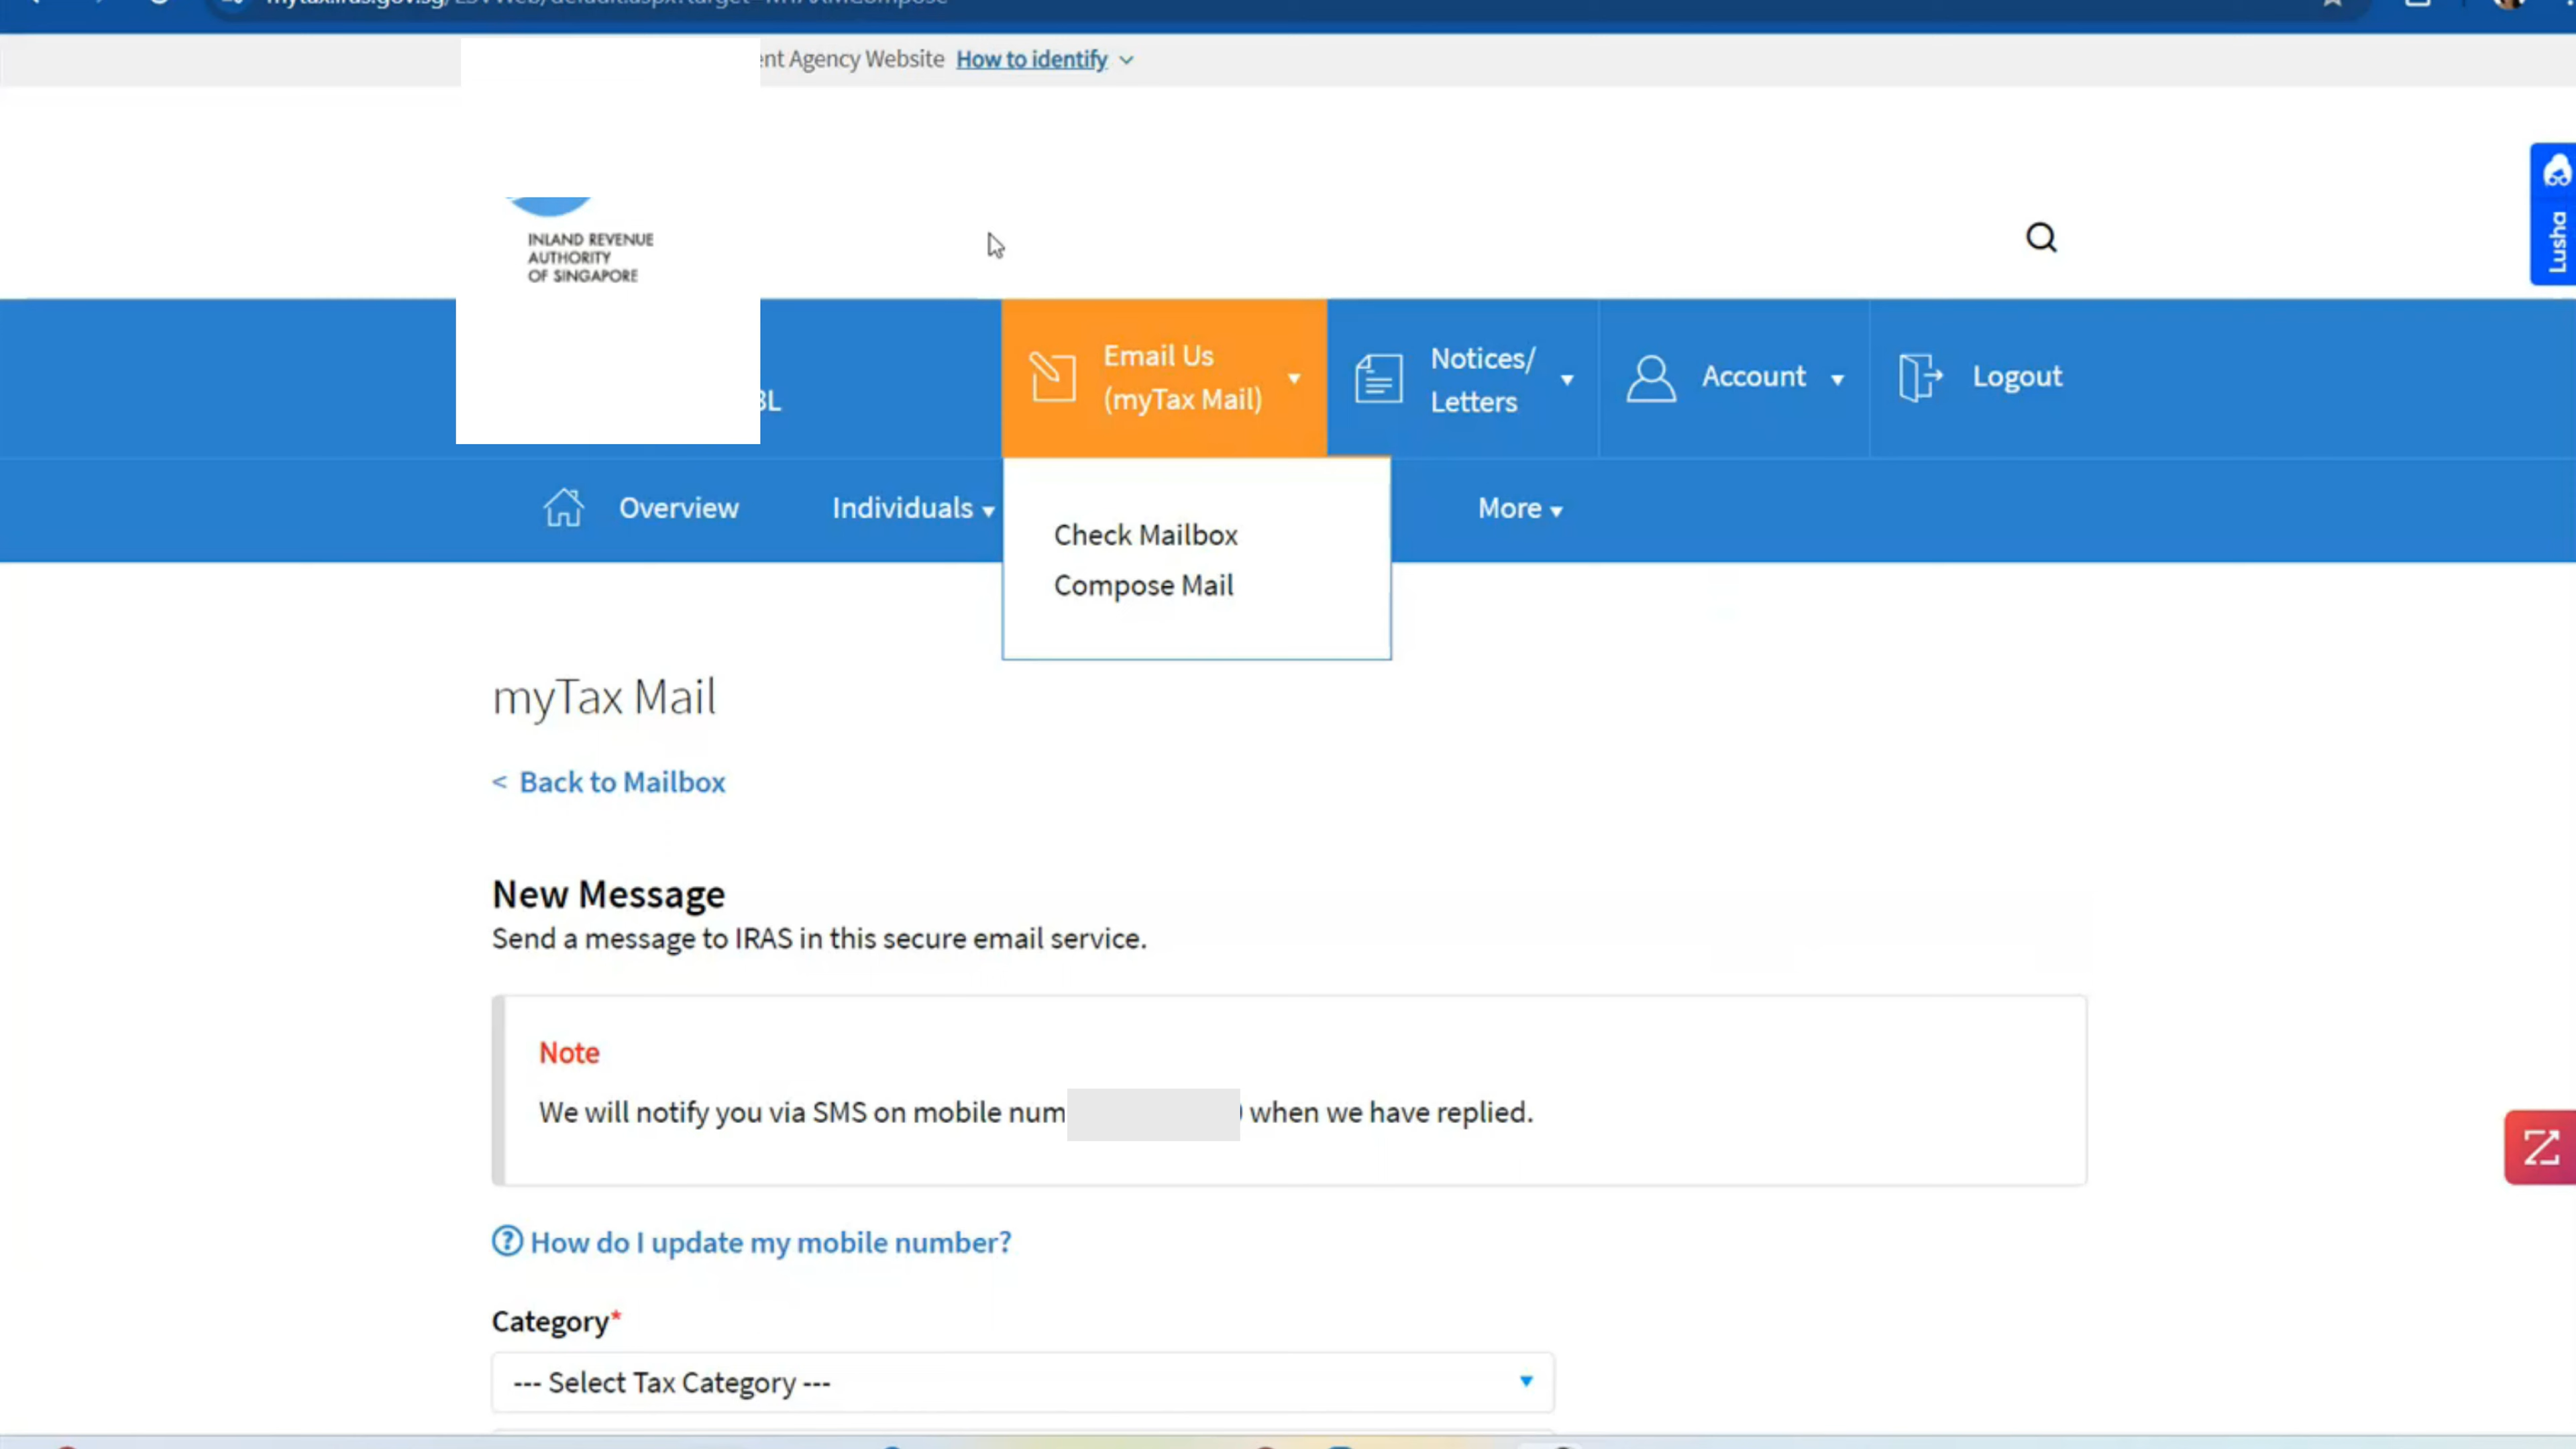 ent Agency Website How to identify
INLAND REVENUE
AUTHORITY
OF SINGAPORE
Lusha
BL
Email Us
(myTax Mail)
Notices/
Letters
Account
Logout
Overview
Individuals
More
Check Mailbox
Compose Mail
myTax Mail
< Back to Mailbox
New Message
Send a message to IRAS in this secure email service.
Note
We will notify you via SMS on mobile num when we have replied.
? How do I update my mobile number?
Category*
--- Select Tax Category ---